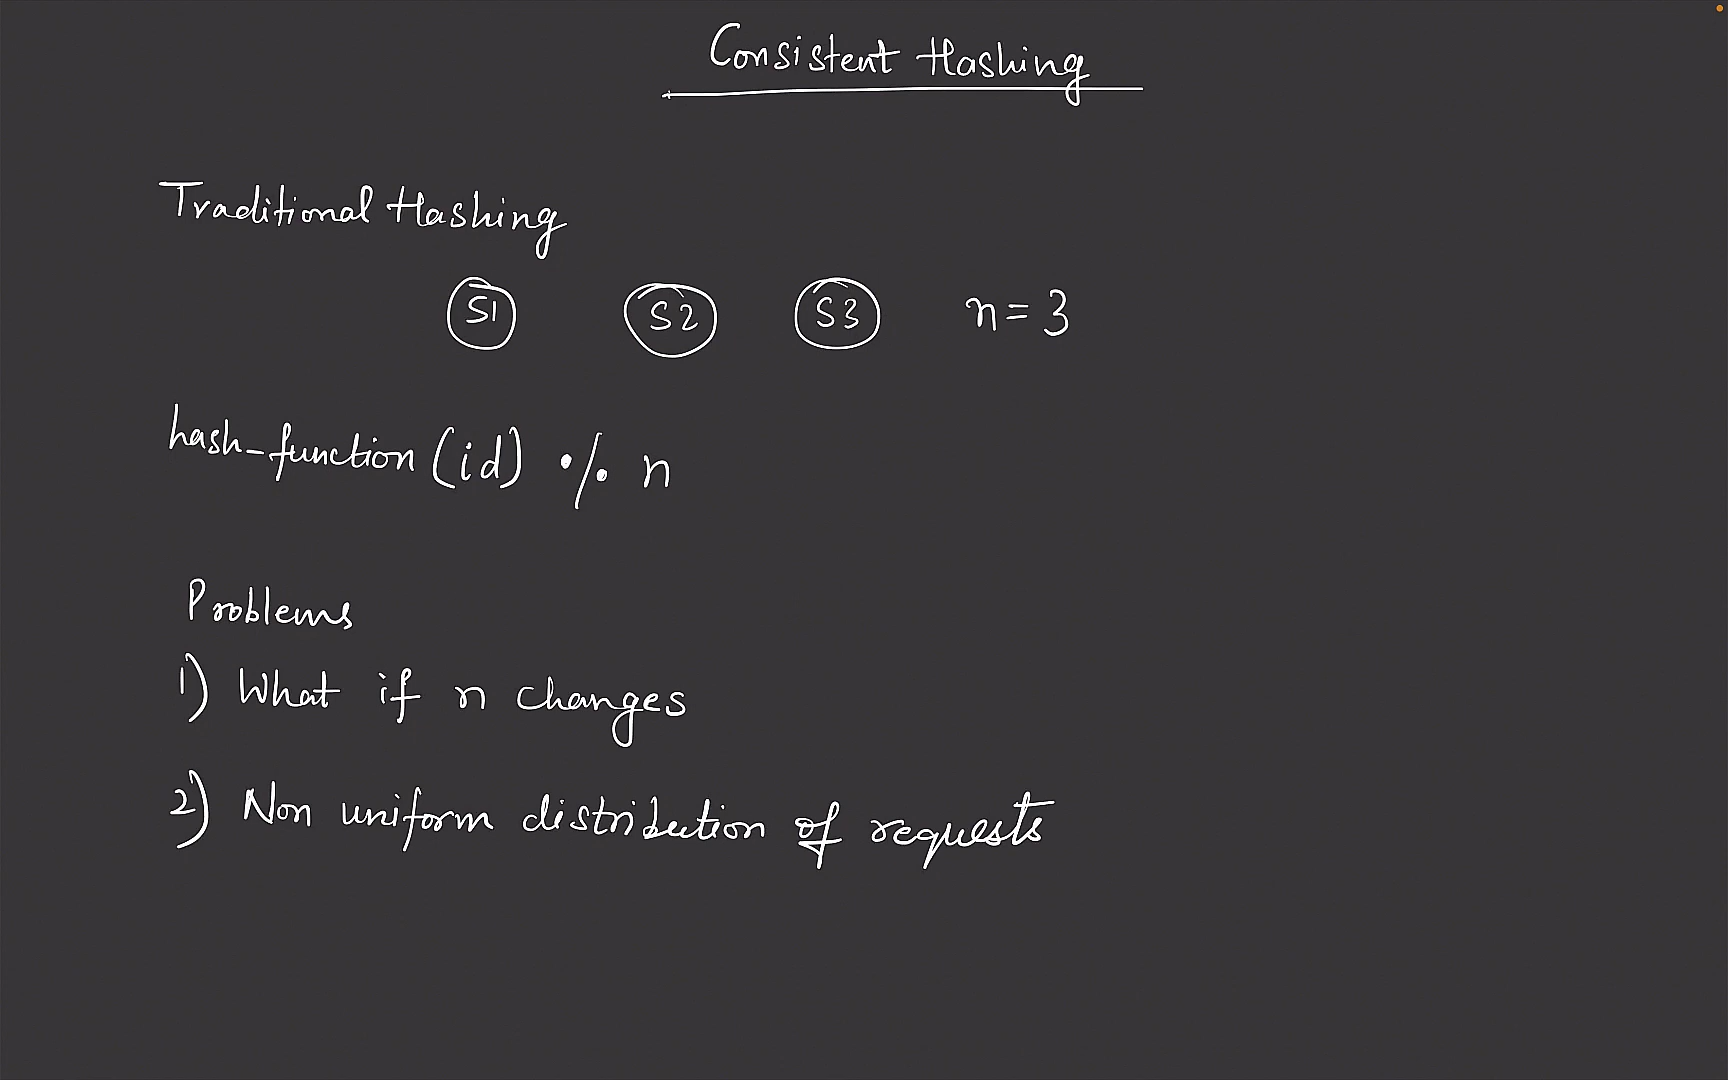 Consistent Hashing
Traditional Hashing
S1 S2 S3 n=3
hash-function (id) % n
Problems
1) What if n changes
2) Non uniform distribution of requests